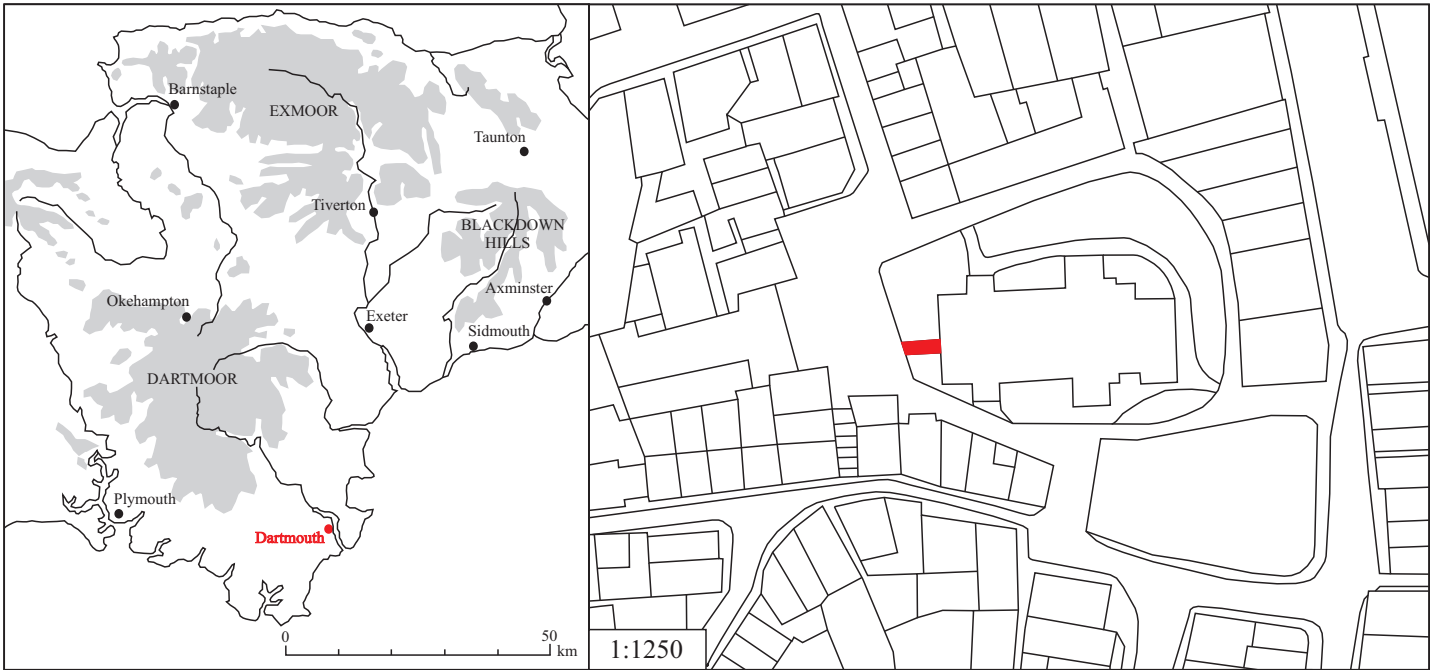 Barnstaple
EXMOOR
Taunton
Tiverton
BLACKDOWN
HILLS
Okehampton
Axminster
Exeter
Sidmouth
DARTMOOR
Plymouth
Dartmouth
0
50
km
1:1250